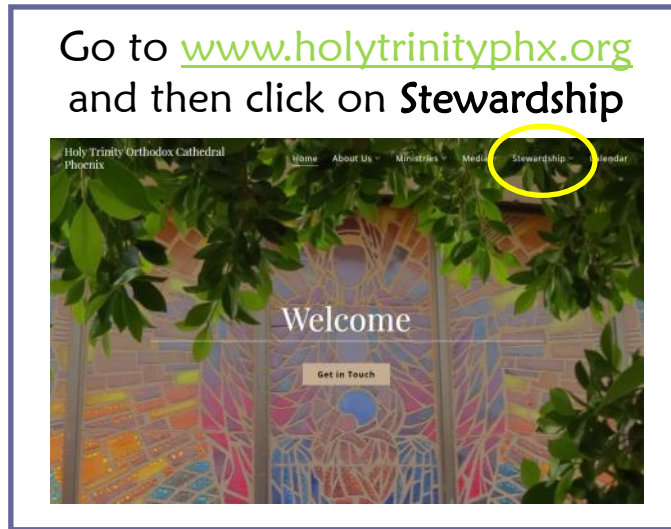 Go to www.holytrinityphx.org
and then click on Stewardship
Holy Trinity Orthodox Cathedral
Phoenix
Home About Us Ministries Media Stewardship Calendar
Welcome
Get in Touch